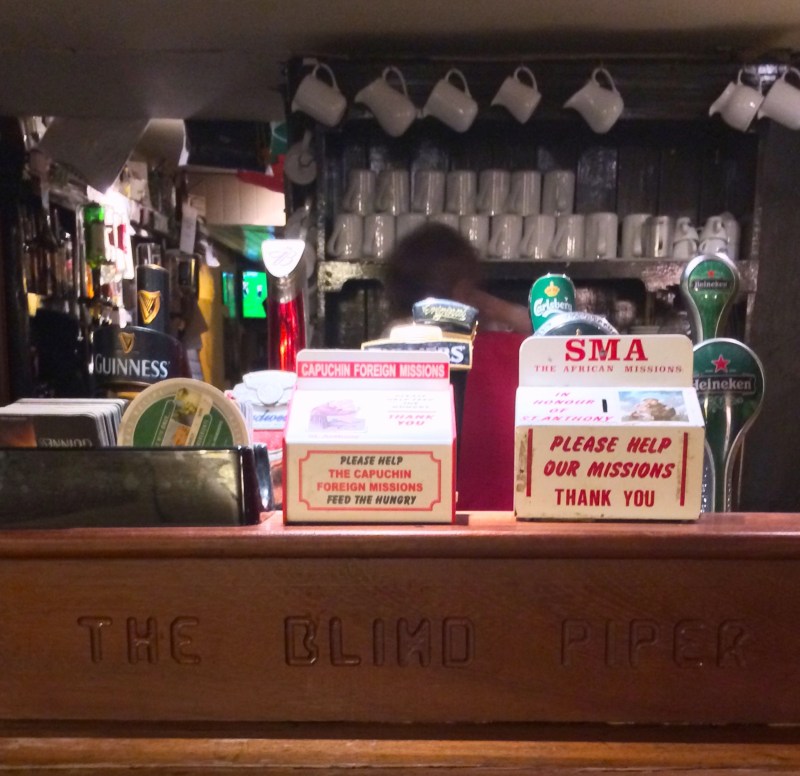 GUINNESS
GUINNESS
Carlsberg
Heineken
Heineken
CAPUCHIN FOREIGN MISSIONS
THANK
YOU
PLEASE HELP
THE CAPUCHIN
FOREIGN MISSIONS
FEED THE HUNGRY
SMA
THE AFRICAN MISSIONS
IN
HONOUR
OF
ST. ANTHONY
PLEASE HELP
OUR MISSIONS
THANK YOU
THE BLIND PIPER